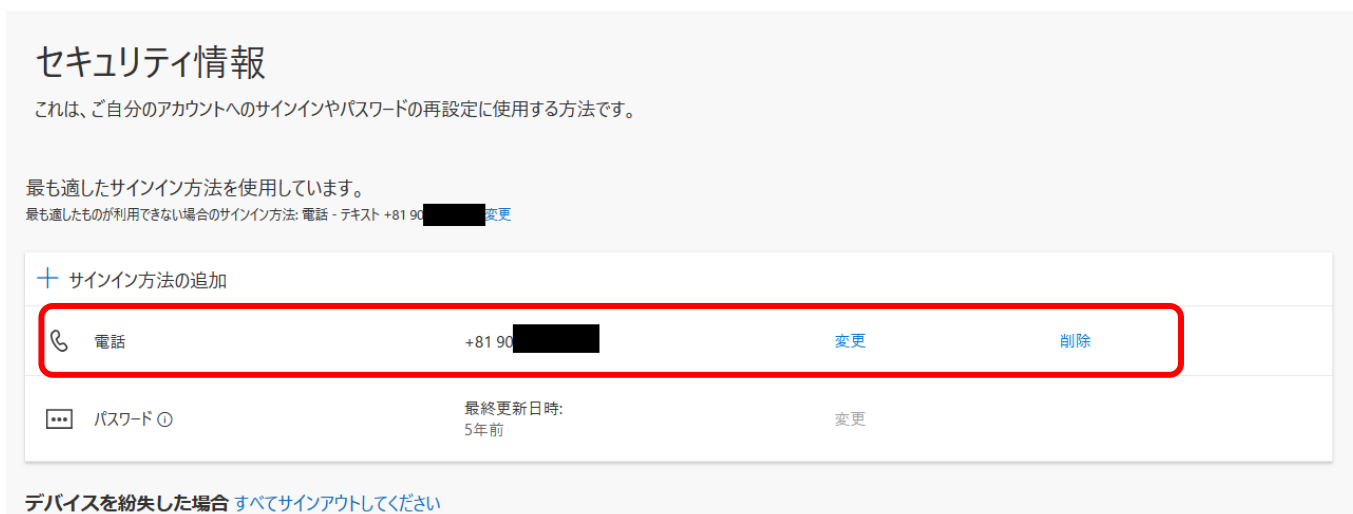 セキュリティ情報
これは、ご自分のアカウントへのサインインやパスワードの再設定に使用する方法です。
最も適したサインイン方法を使用しています。
最も適したものが利用できない場合のサインイン方法: 電話 - テキスト +81 90 変更
サインイン方法の追加
電話 +81 90 変更 削除
パスワード 最終更新日時: 変更
5年前
デバイスを紛失した場合 すべてサインアウトしてください